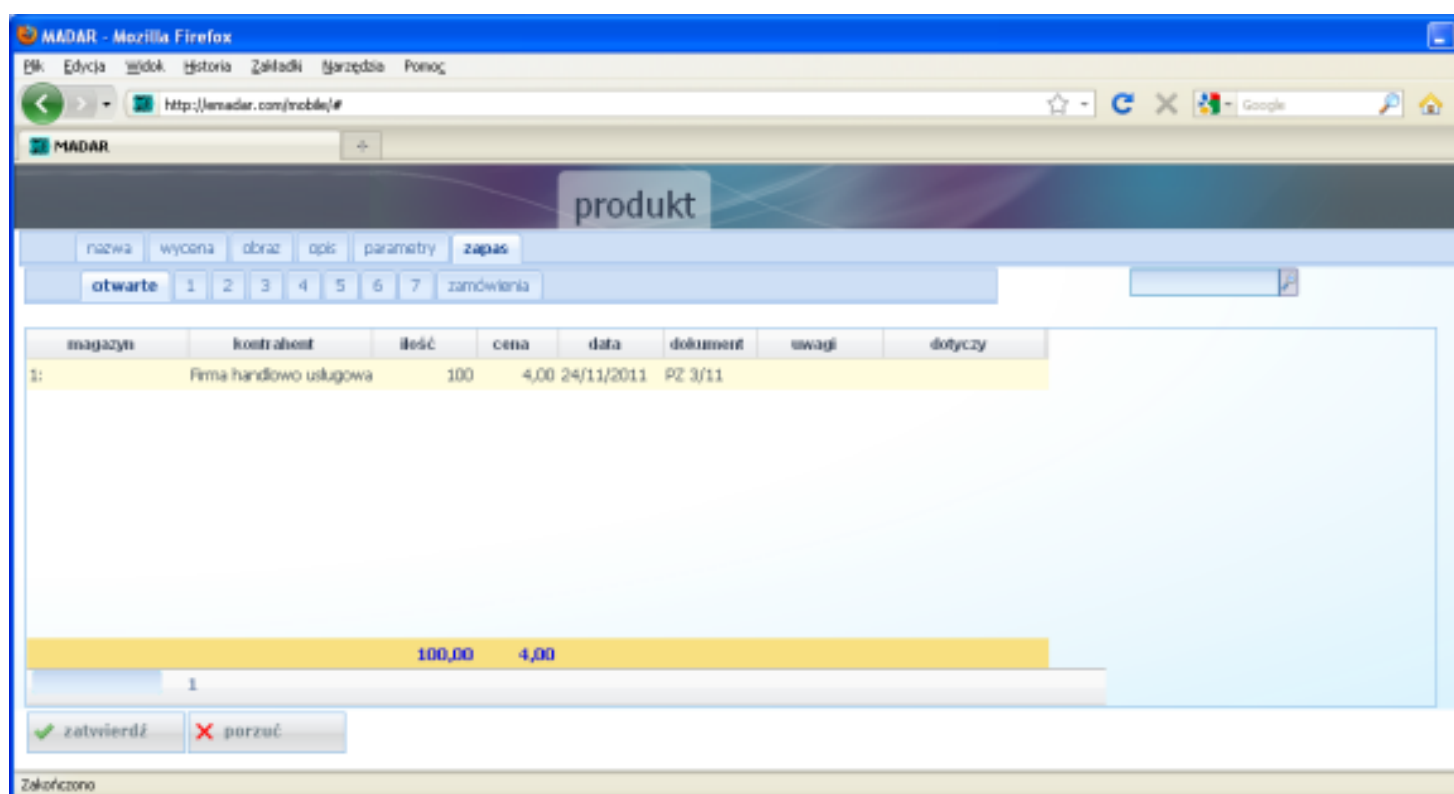 MADAR - Mozilla Firefox
Plik Edycja Widok Historia Zakładki Narzędzia Pomoc
http://emadar.com/mobile/# Google
MADAR
produkt
nazwa wycena obraz opis parametry zapas
otwarte 1 2 3 4 5 6 7 zamówienia
magazyn kontrahent ilość cena data dokument uwagi dotyczy
1: Firma handlowo usługowa 100 4,00 24/11/2011 PZ 3/11
100,00 4,00
1
zatwierdź porzuć
Zakończono